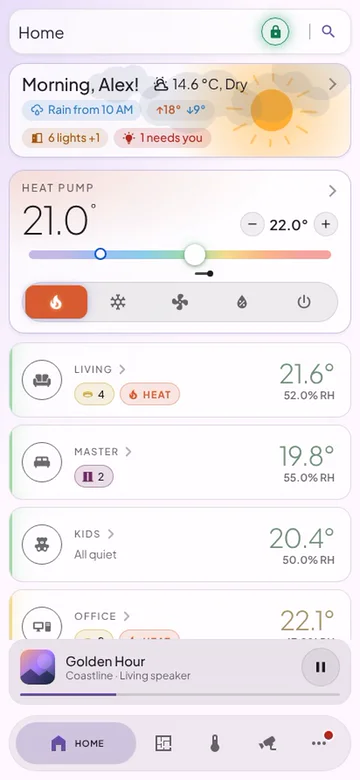 Home
Morning, Alex!
14.6 °C, Dry
Rain from 10 AM
↑18° ↓9°
6 lights +1
1 needs you
HEAT PUMP
21.0°
− 22.0° +
LIVING
21.6°
4
HEAT
52.0% RH
MASTER
19.8°
2
55.0% RH
KIDS
20.4°
All quiet
50.0% RH
OFFICE
22.1°
Golden Hour
Coastline · Living speaker
HOME